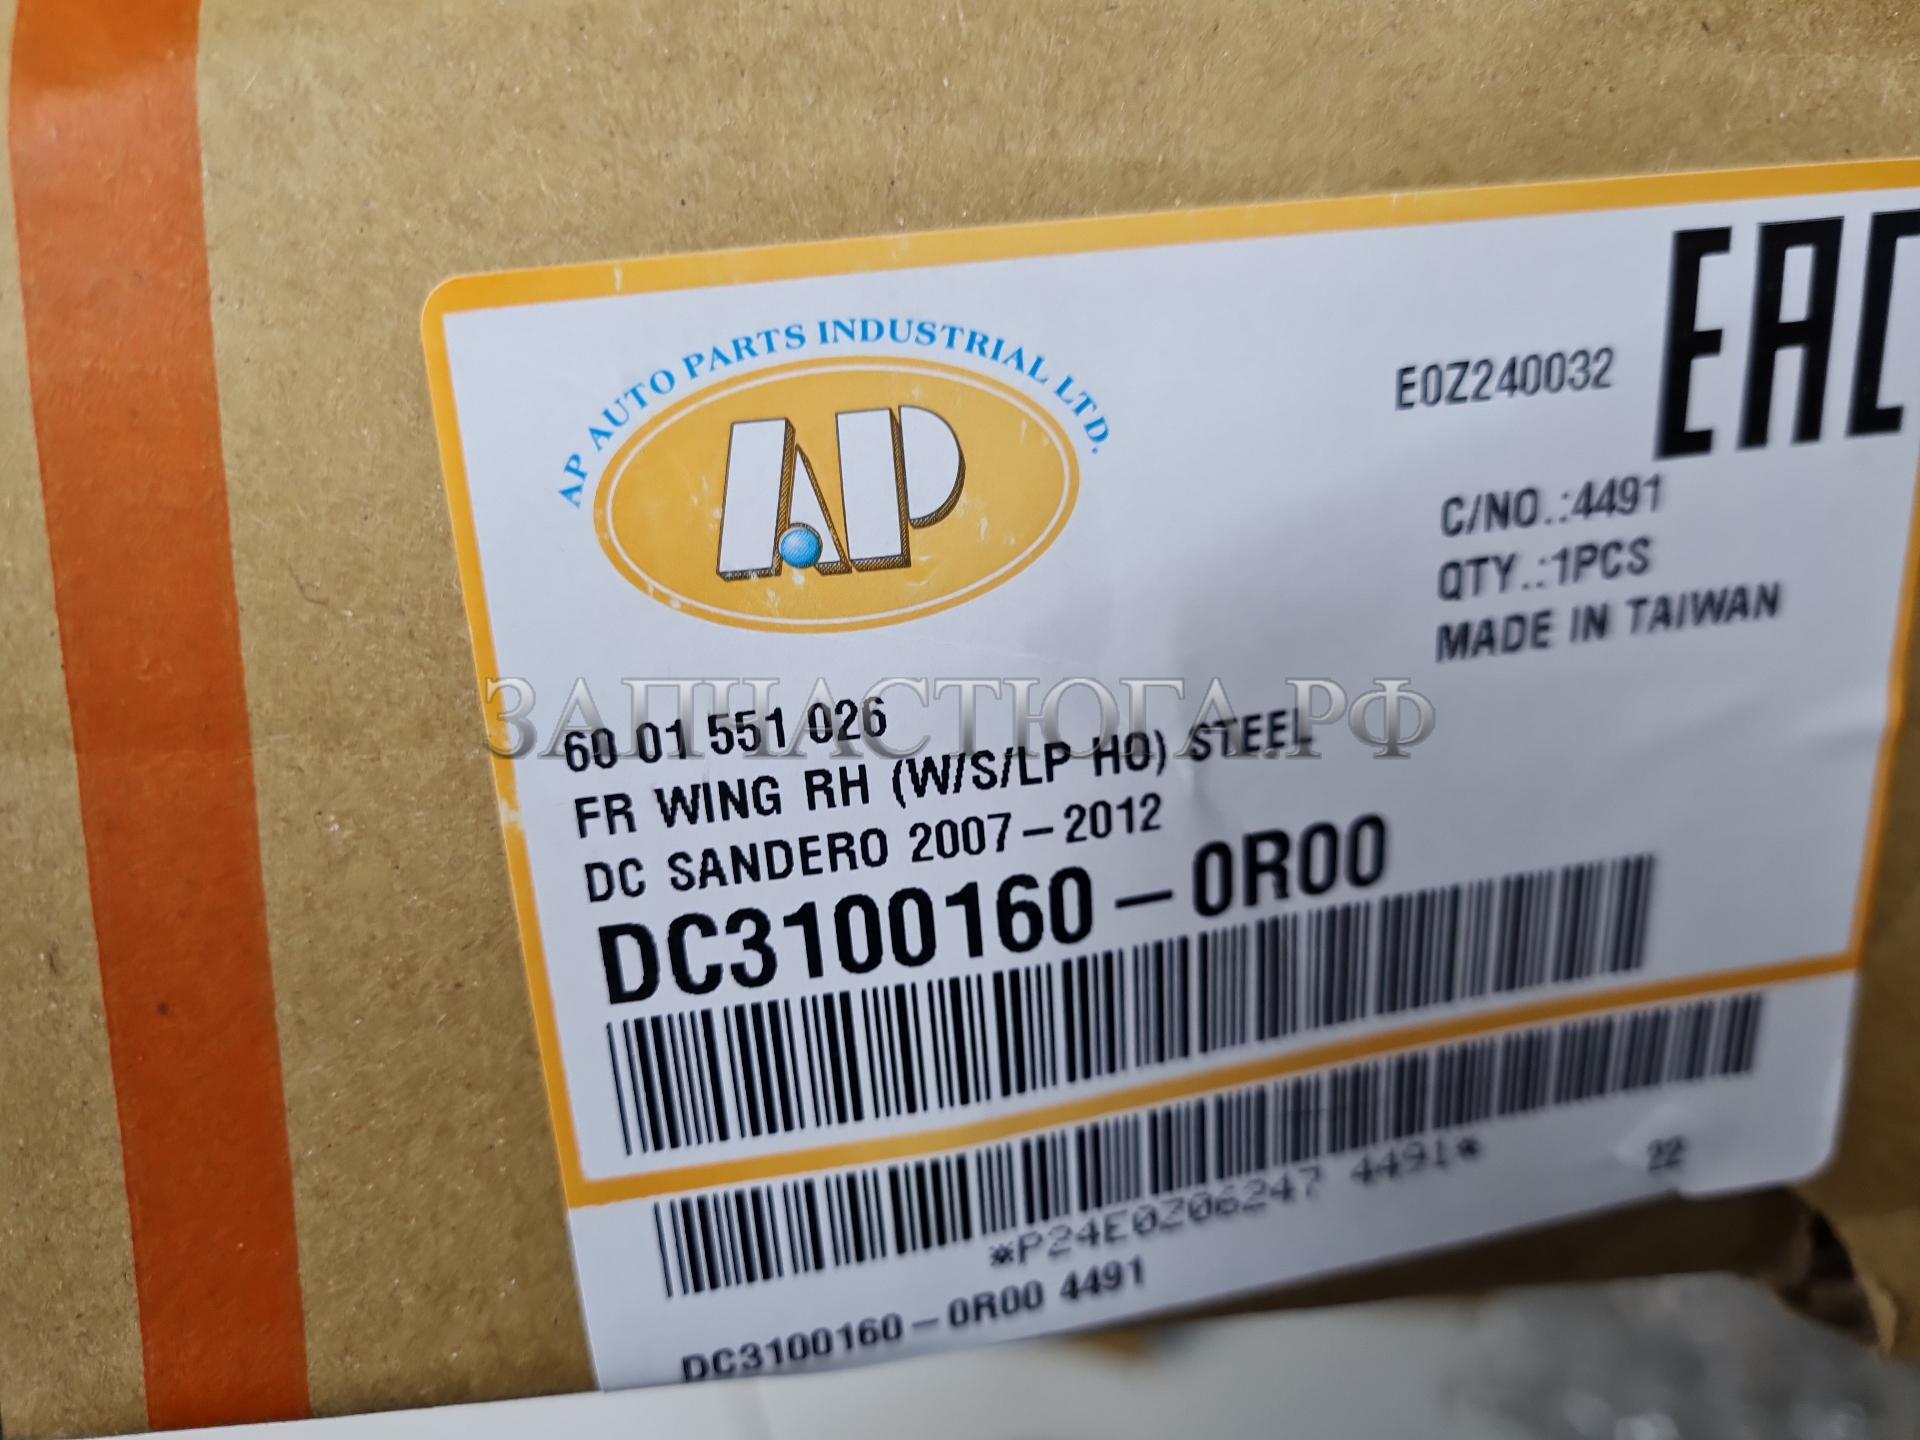 AP AUTO PARTS INDUSTRIAL LTD.
AP
E0Z240032
EAC
C/NO.:4491
QTY.:1PCS
MADE IN TAIWAN
ЗАПЧАСТЮГА.РФ
60 01 551 026
FR WING RH (W/S/LP HO) STEEL
DC SANDERO 2007-2012
DC3100160-0R00
*P24E0Z06247 4491*
22
DC3100160-0R00 4491